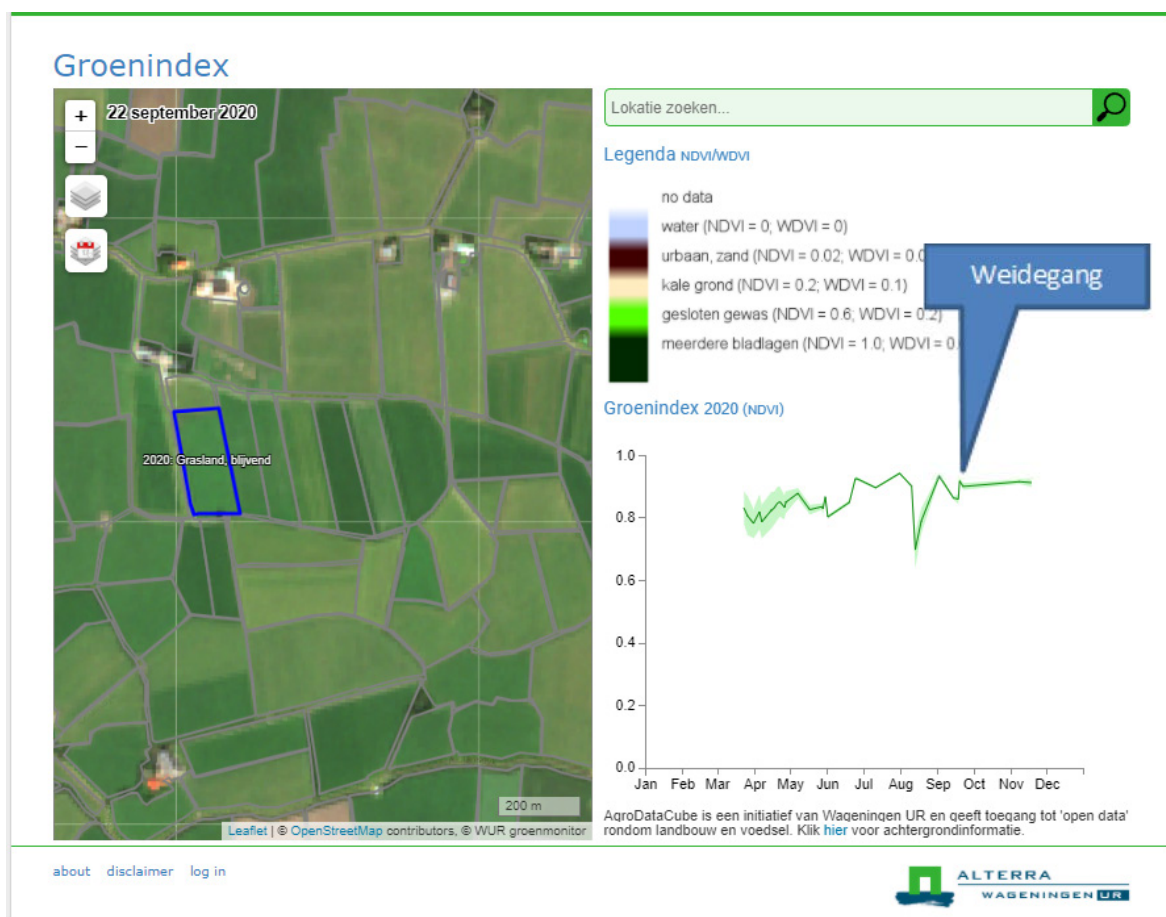 Groenindex
+
22 september 2020
−
2020: Grasland, blijvend
200 m
Leaflet | © OpenStreetMap contributors, © WUR groenmonitor
Lokatie zoeken...
Legenda NDVI/WDVI
no data
water (NDVI = 0; WDVI = 0)
urbaan, zand (NDVI = 0.02; WDVI = 0.0
kale grond (NDVI = 0.2; WDVI = 0.1)
gesloten gewas (NDVI = 0.6; WDVI = 0.2)
meerdere bladlagen (NDVI = 1.0; WDVI = 0.
Weidegang
Groenindex 2020 (NDVI)
1.0
0.8
0.6
0.4
0.2
0.0
Jan Feb Mar Apr May Jun Jul Aug Sep Oct Nov Dec
AgroDataCube is een initiatief van Wageningen UR en geeft toegang tot 'open data'
rondom landbouw en voedsel. Klik hier voor achtergrondinformatie.
about disclaimer log in
ALTERRA
WAGENINGEN UR